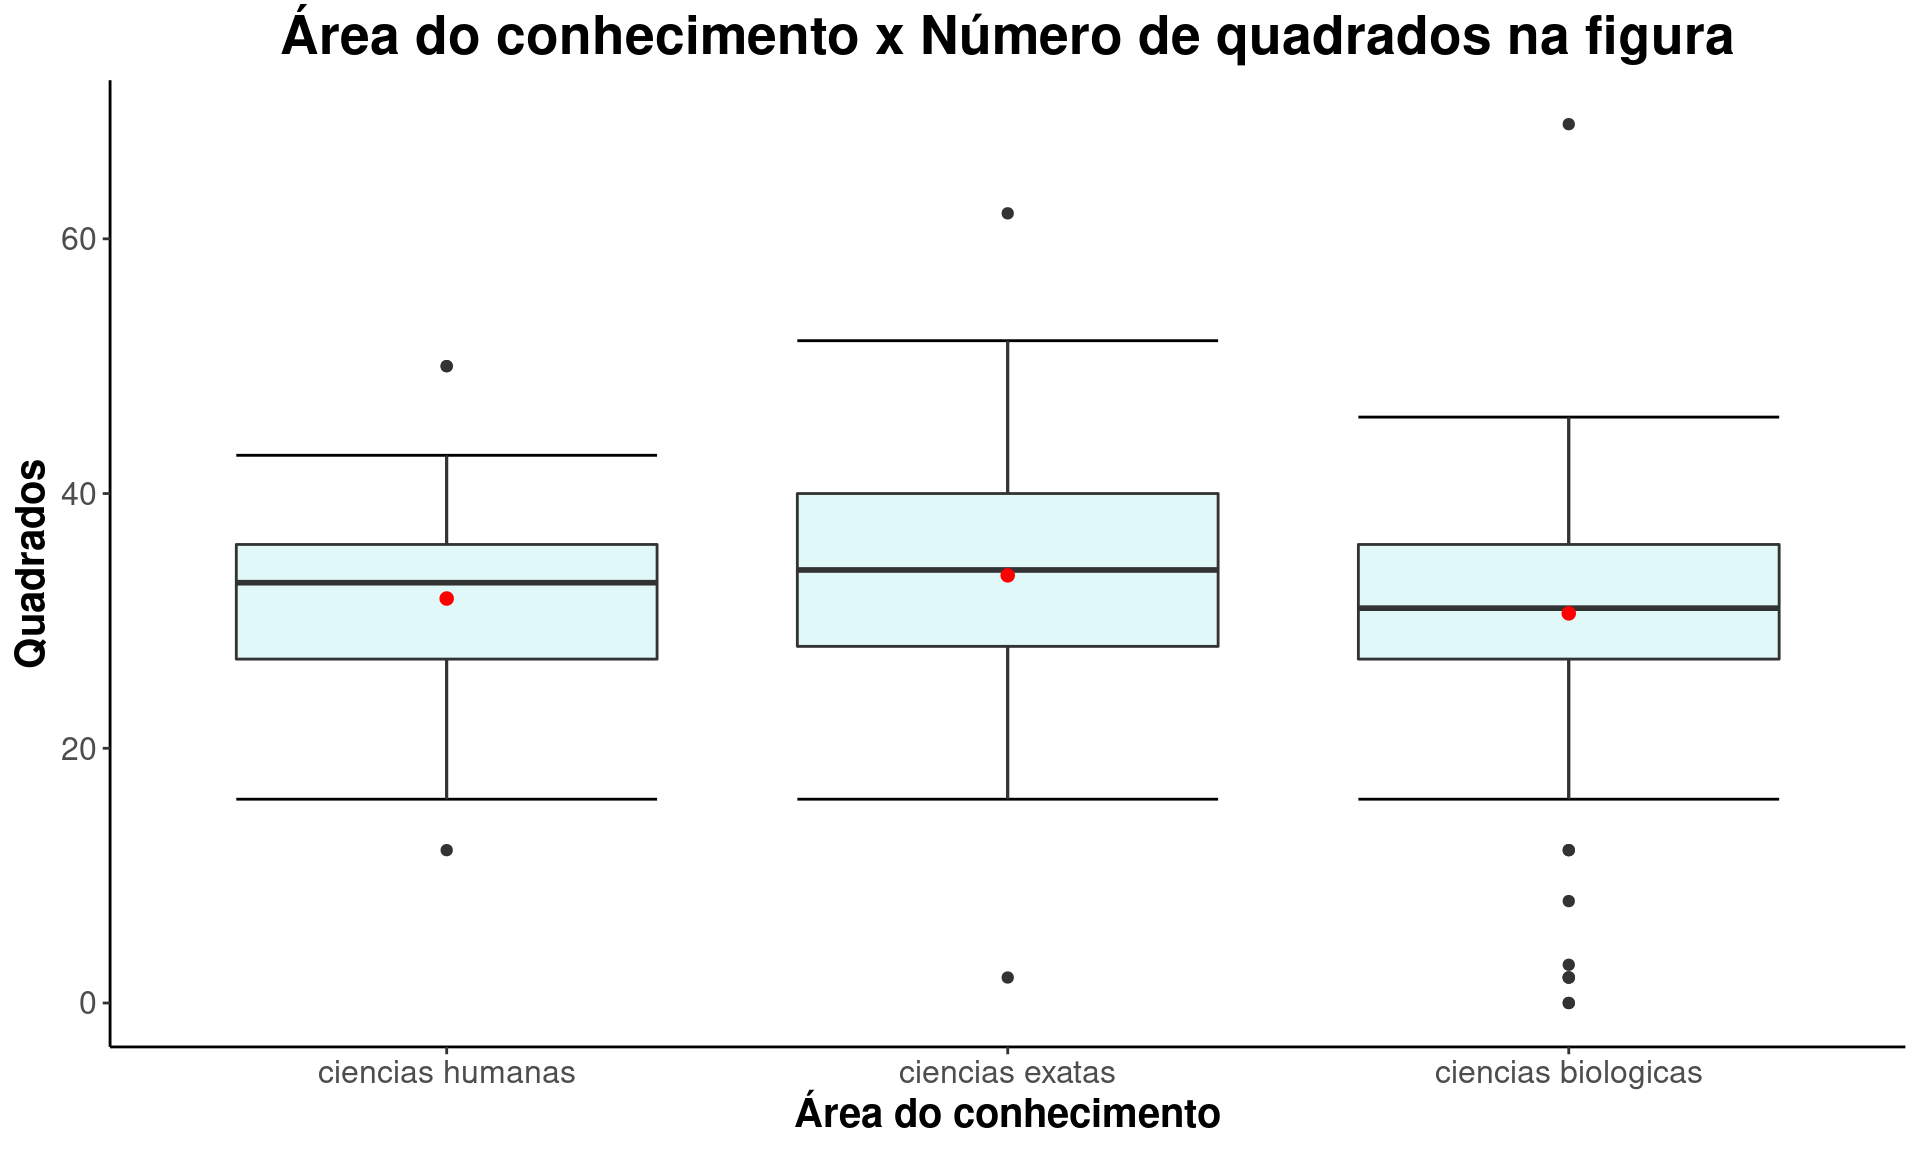 Área do conhecimento x Número de quadrados na figura
Quadrados
60
40
20
0
ciencias humanas
ciencias exatas
ciencias biologicas
Área do conhecimento